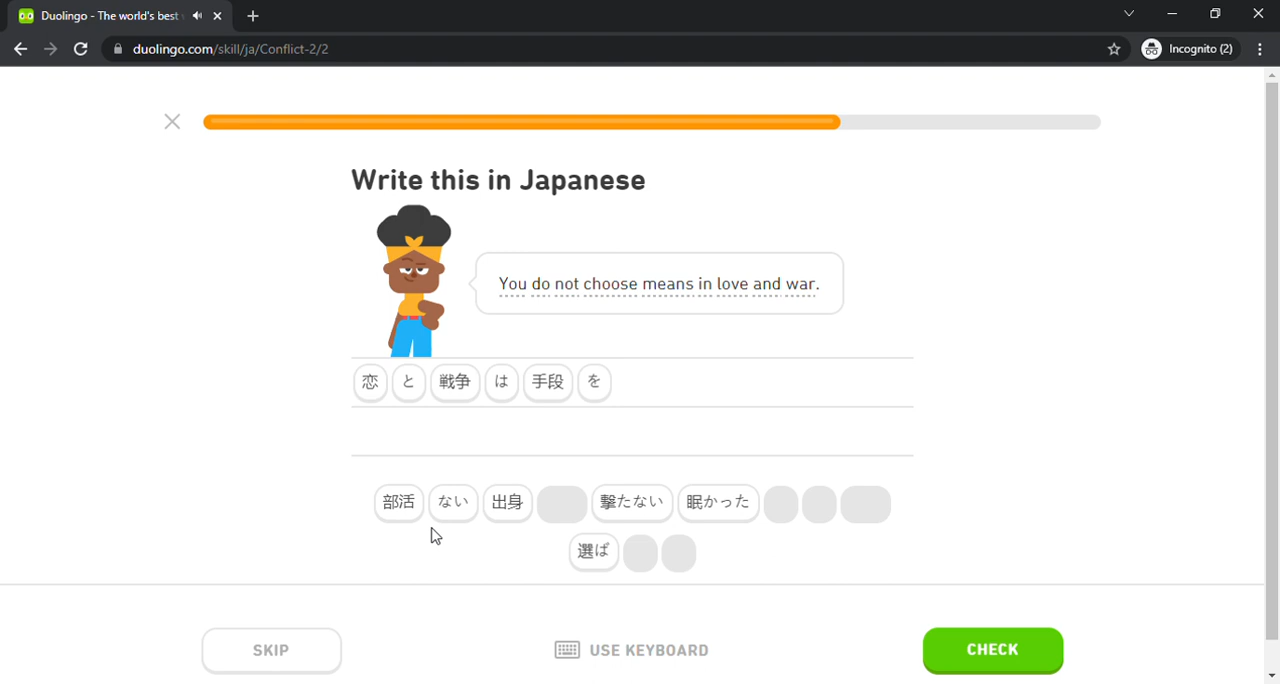 Duolingo - The world's best
duolingo.com/skill/ja/Conflict-2/2
Incognito (2)
Write this in Japanese
You do not choose means in love and war.
恋 と 戦争 は 手段 を
部活 ない 出身 撃たない 眠かった
選ば
SKIP
USE KEYBOARD
CHECK